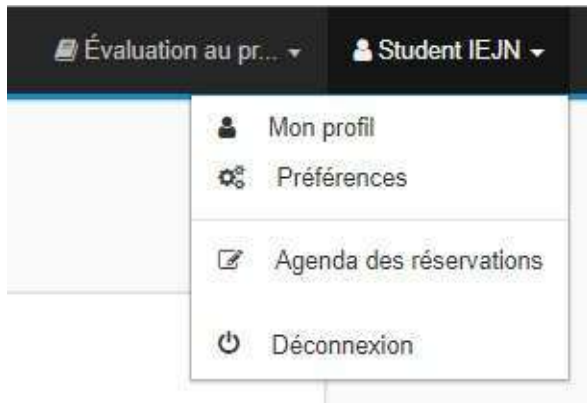 Évaluation au pr... Student IEJN
Mon profil
Préférences
Agenda des réservations
Déconnexion